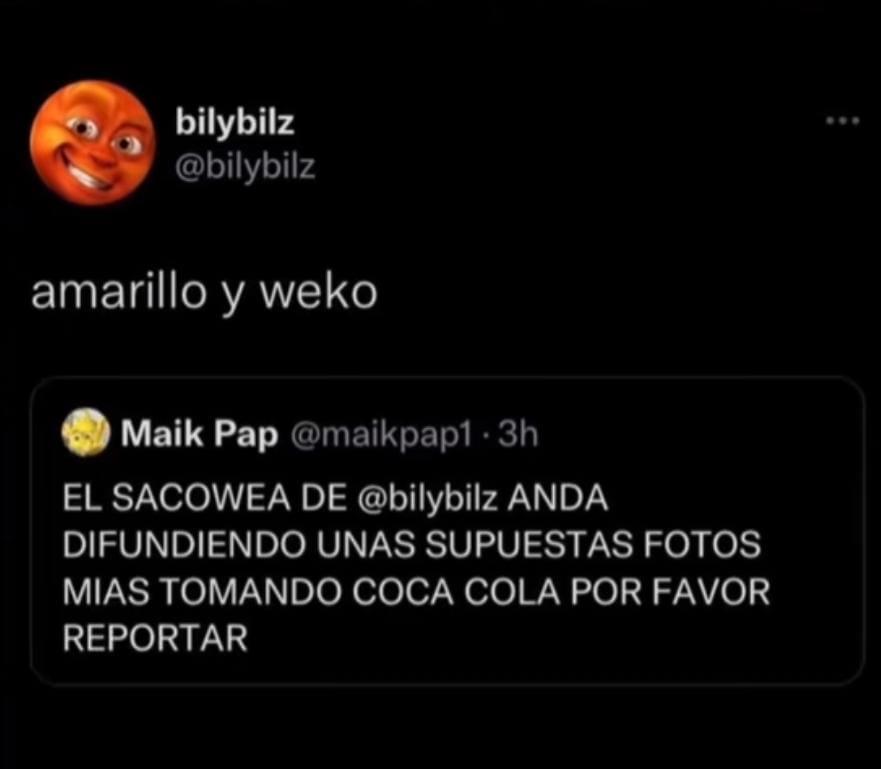 bilybilz
@bilybilz
amarillo y weko
Maik Pap @maikpap1 · 3h
EL SACOWEA DE @bilybilz ANDA
DIFUNDIENDO UNAS SUPUESTAS FOTOS
MIAS TOMANDO COCA COLA POR FAVOR
REPORTAR